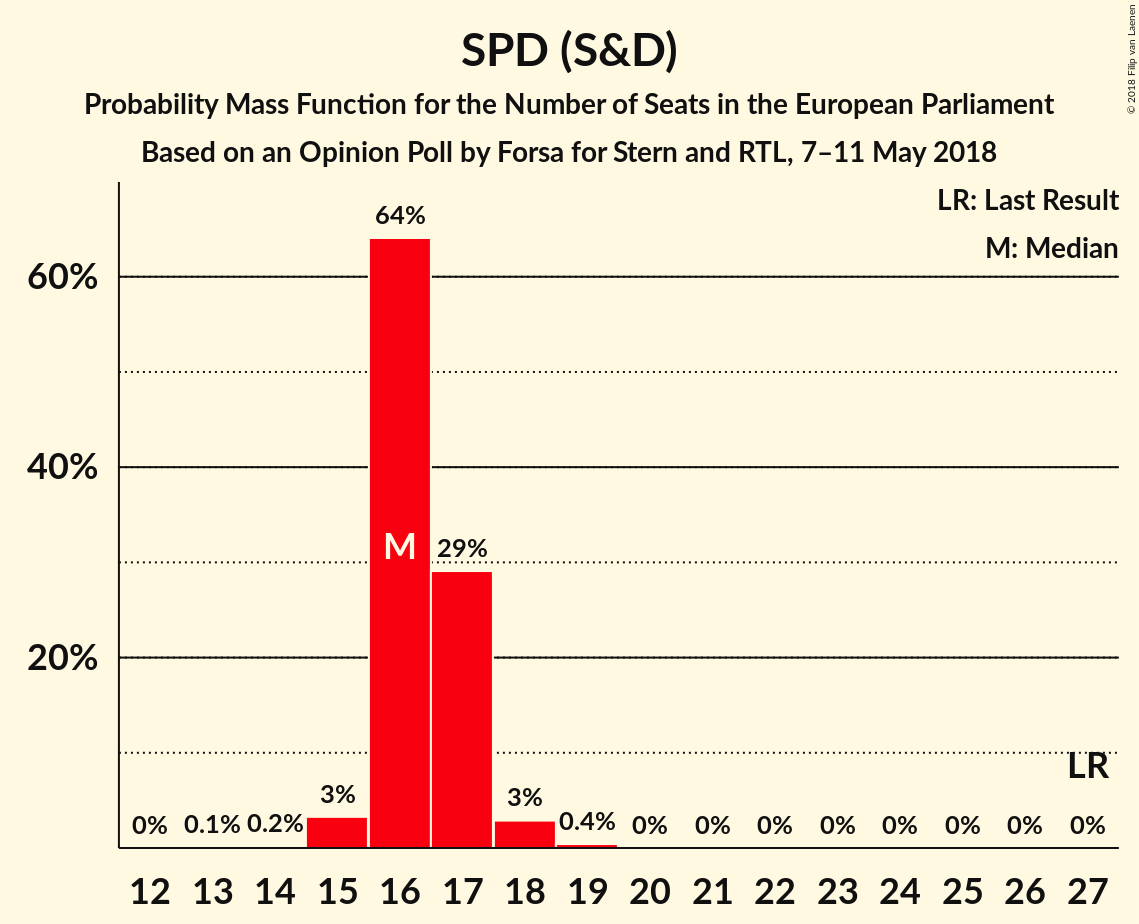 SPD (S&D)
Probability Mass Function for the Number of Seats in the European Parliament
Based on an Opinion Poll by Forsa for Stern and RTL, 7–11 May 2018
© 2018 Filip van Laenen
LR: Last Result
M: Median
64%
60%
40%
M
29%
20%
LR
3%
3%
0% 0.1% 0.2% 0.4% 0% 0% 0% 0% 0% 0% 0% 0%
12 13 14 15 16 17 18 19 20 21 22 23 24 25 26 27